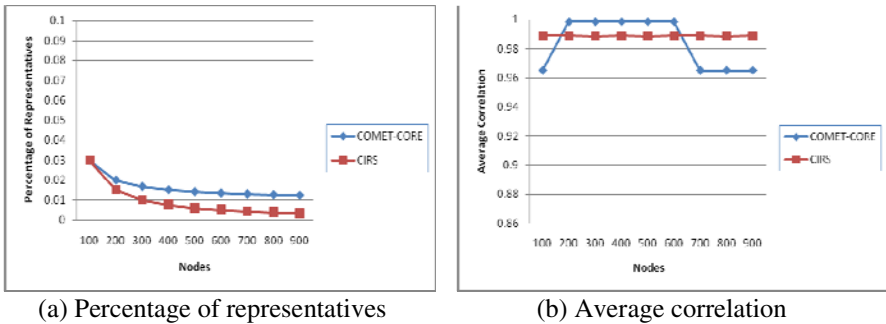 0.1
0.09
0.08
0.07
0.06
0.05
0.04
0.03
0.02
0.01
0
Percentage of Representatives
100 200 300 400 500 600 700 800 900
Nodes
COMET-CORE
CIRS
(a) Percentage of representatives
1
0.98
0.96
0.94
0.92
0.9
0.88
0.86
Average Correlation
100 200 300 400 500 600 700 800 900
Nodes
COMET-CORE
CIRS
(b) Average correlation